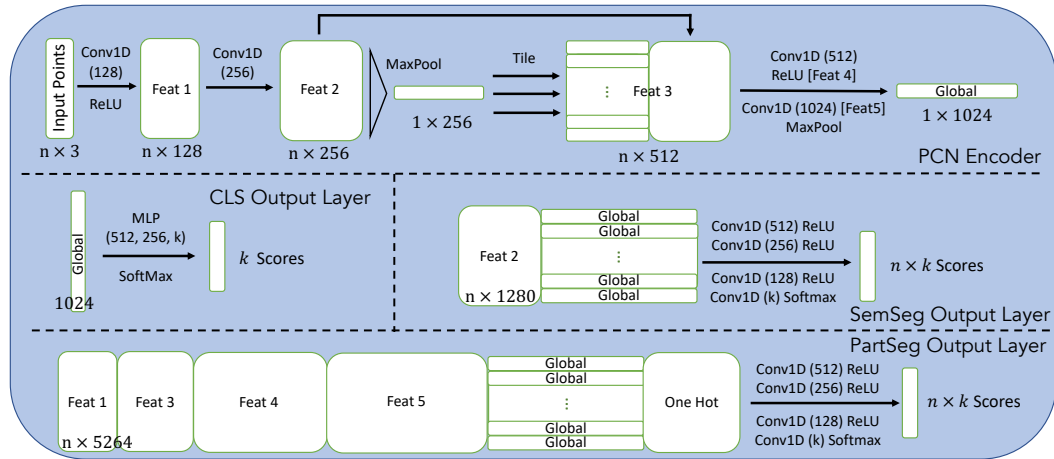 Input Points
n × 3
Conv1D
(128)
ReLU
Feat 1
n × 128
Conv1D
(256)
Feat 2
n × 256
MaxPool
1 × 256
Tile
⋮
Feat 3
n × 512
Conv1D (512)
ReLU [Feat 4]
Conv1D (1024) [Feat5]
MaxPool
Global
1 × 1024
PCN Encoder
CLS Output Layer
Global
1024
MLP
(512, 256, k)
SoftMax
k Scores
Feat 2
n × 1280
Global
Global
⋮
Global
Global
Conv1D (512) ReLU
Conv1D (256) ReLU
Conv1D (128) ReLU
Conv1D (k) Softmax
n × k Scores
SemSeg Output Layer
PartSeg Output Layer
Feat 1
Feat 3
Feat 4
Feat 5
n × 5264
Global
Global
⋮
Global
Global
One Hot
Conv1D (512) ReLU
Conv1D (256) ReLU
Conv1D (128) ReLU
Conv1D (k) Softmax
n × k Scores